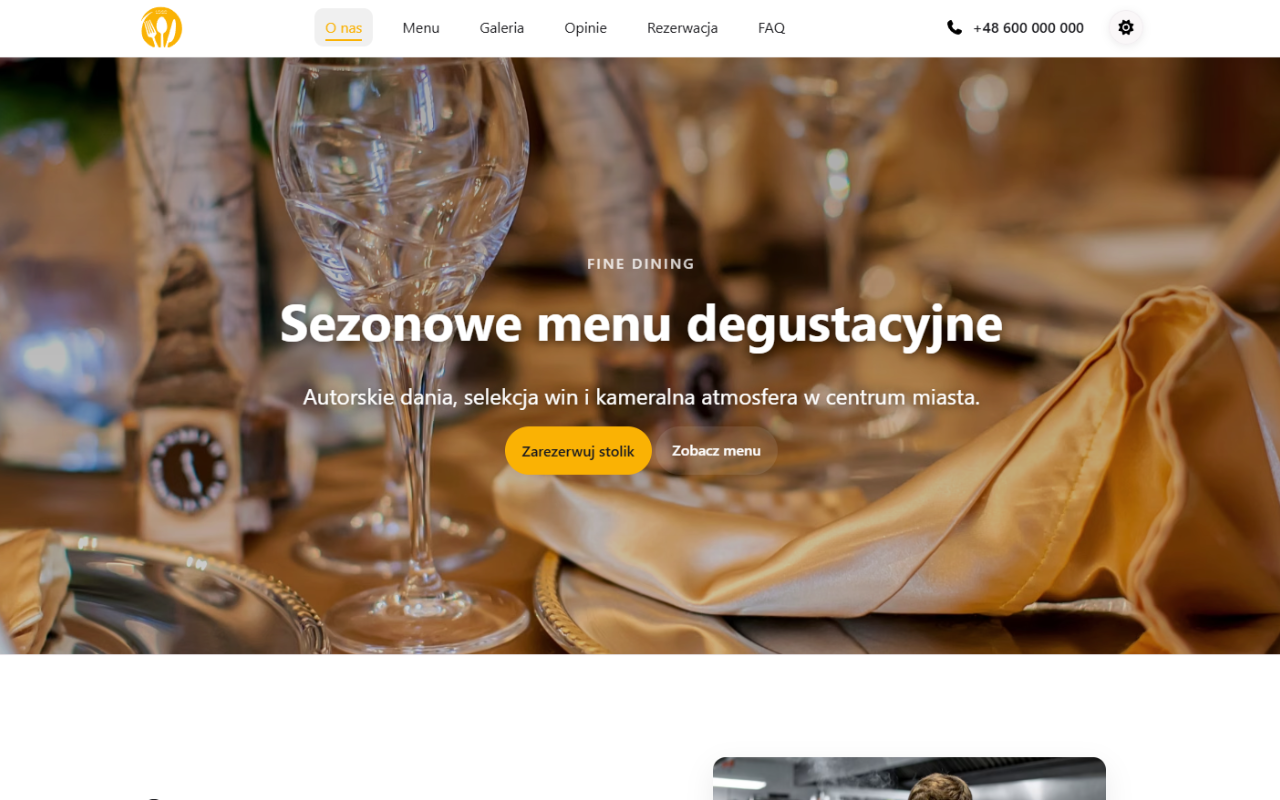 O nas
Menu
Galeria
Opinie
Rezerwacja
FAQ
+48 600 000 000
FINE DINING
Sezonowe menu degustacyjne
Autorskie dania, selekcja win i kameralna atmosfera w centrum miasta.
Zarezerwuj stolik
Zobacz menu